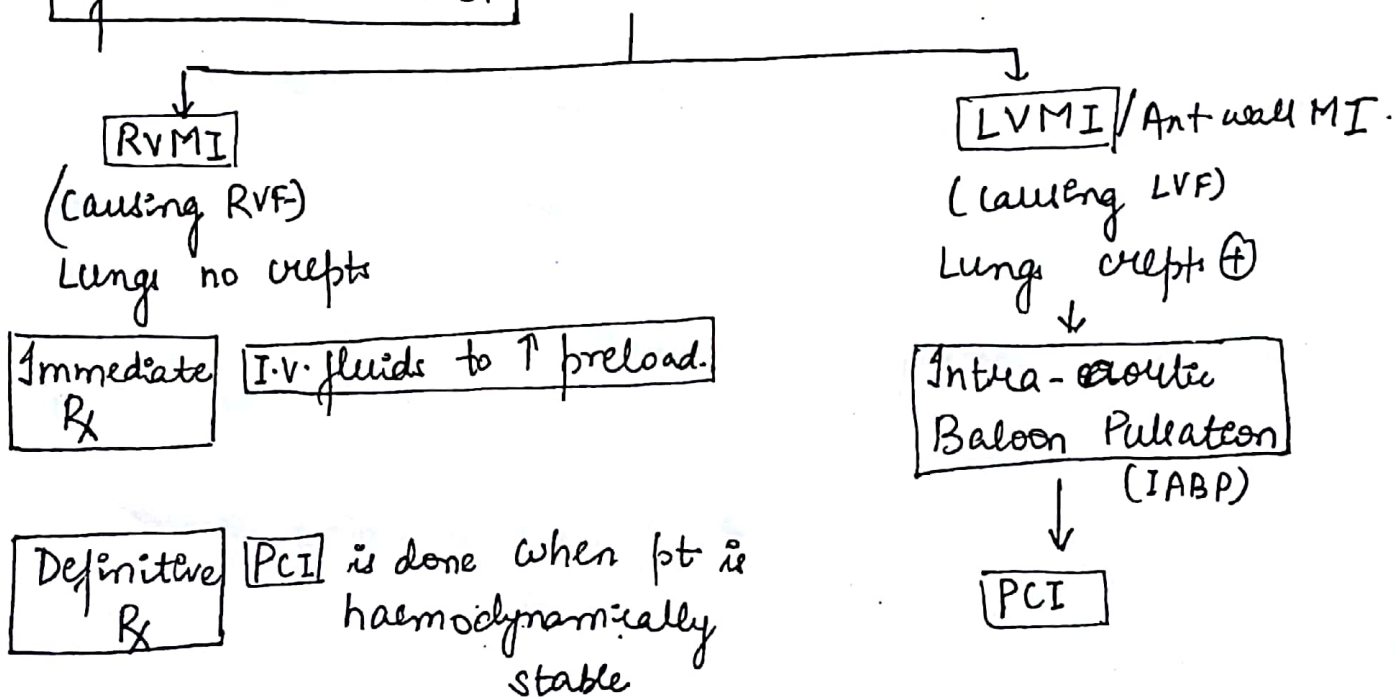 RVMI
(Causing RVF)
Lungs no crepts
Immediate
Rx
I.V. fluids to ↑ preload.
Definitive
Rx
PCI is done when pt is
haemodynamically
stable
LVMI / Ant wall MI.
(causing LVF)
Lungs crepts ⊕
Intra-aortic
Baloon Pulsation
(IABP)
PCI